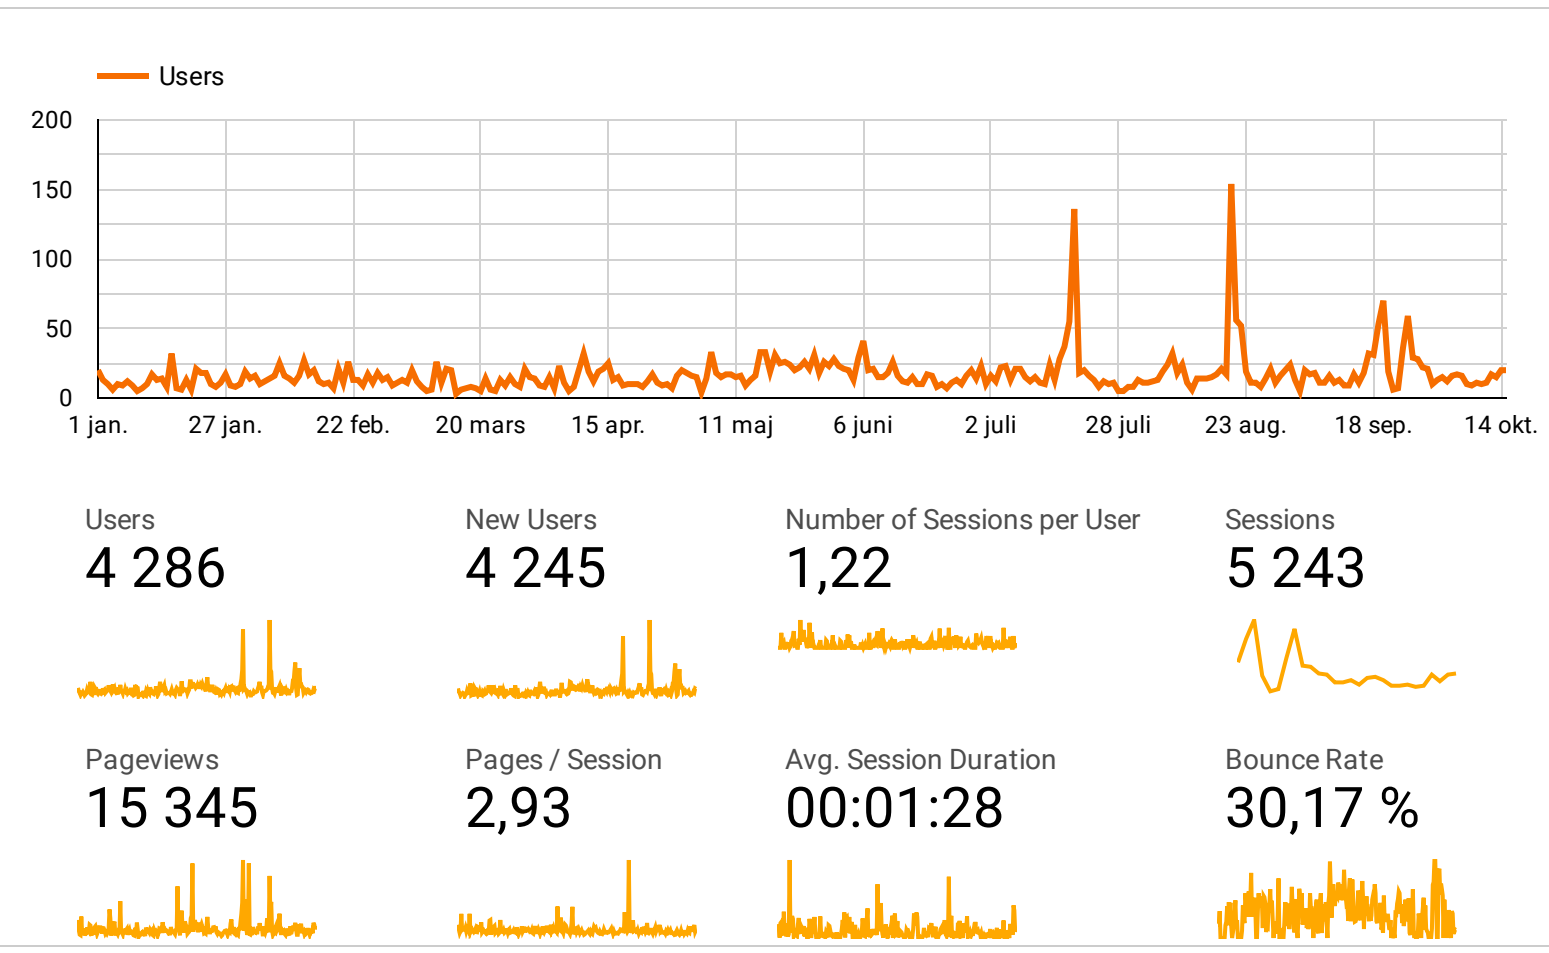 Users
200
150
100
50
0
1 jan. 27 jan. 22 feb. 20 mars 15 apr. 11 maj 6 juni 2 juli 28 juli 23 aug. 18 sep. 14 okt.
Users New Users Number of Sessions per User Sessions
4 286 4 245 1,22 5 243
Pageviews Pages / Session Avg. Session Duration Bounce Rate
15 345 2,93 00:01:28 30,17 %